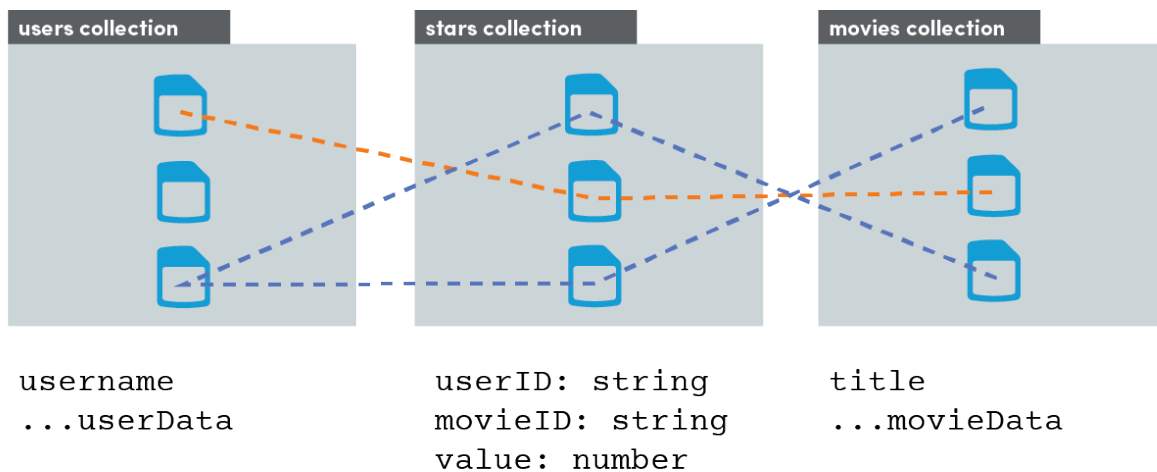 users collection
stars collection
movies collection
username
...userData
userID: string
movieID: string
value: number
title
...movieData